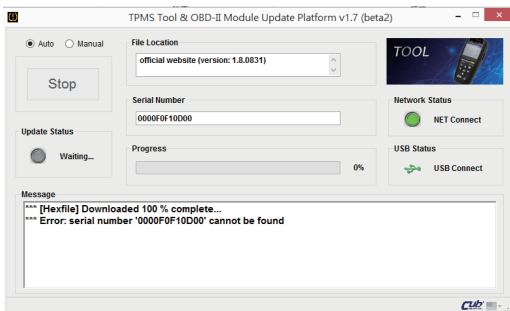 TPMS Tool & OBD-II Module Update Platform v1.7 (beta2)
Auto
Manual
Stop
Update Status
Waiting...
File Location
official website (version: 1.8.0831)
Serial Number
0000F0F10D00
Progress
0%
TOOL
Network Status
NET Connect
USB Status
USB Connect
Message
*** [Hexfile] Downloaded 100 % complete...
*** Error: serial number '0000F0F10D00' cannot be found
Cub